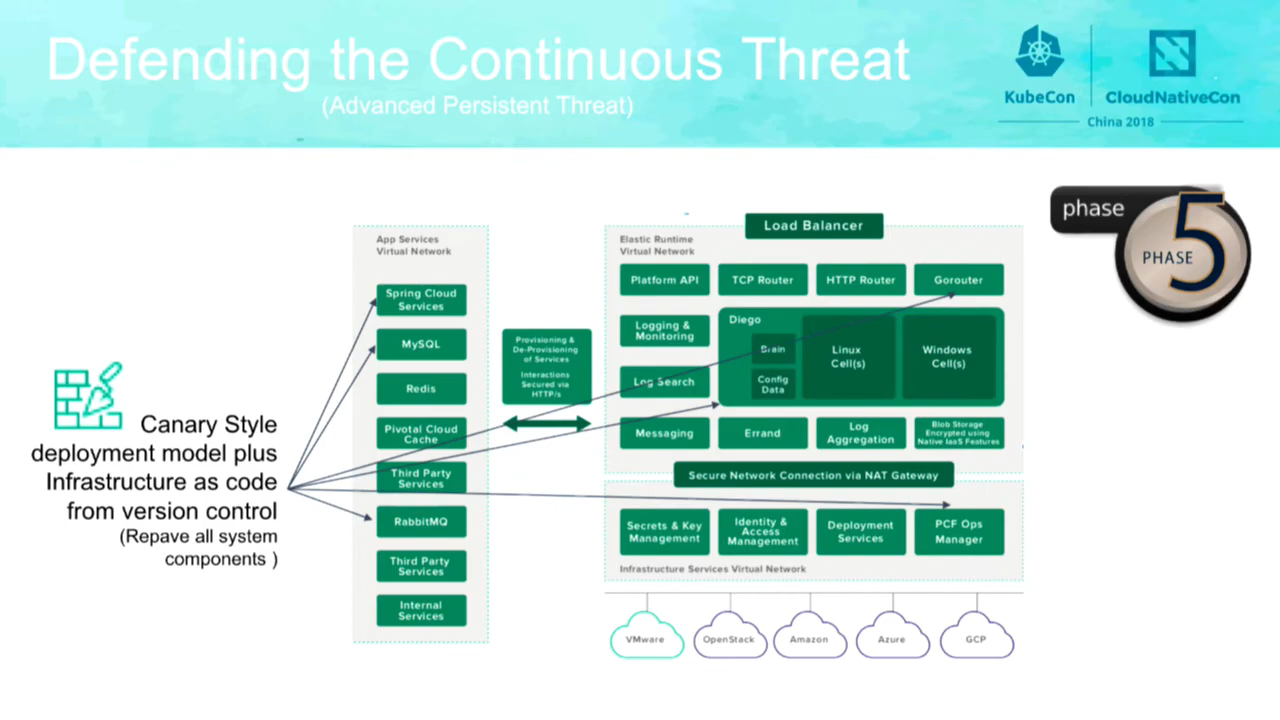 Defending the Continuous Threat
(Advanced Persistent Threat)
KubeCon
CloudNativeCon
China 2018
phase
PHASE
5
Canary Style
deployment model plus
Infrastructure as code
from version control
(Repave all system
components )
App Services
Virtual Network
Spring Cloud
Services
MySQL
Redis
Pivotal Cloud
Cache
Third Party
Services
RabbitMQ
Third Party
Services
Internal
Services
Provisioning &
De-Provisioning
of Services
Interactions
Secured via
HTTP/s
Load Balancer
Elastic Runtime
Virtual Network
Platform API
TCP Router
HTTP Router
Gorouter
Logging &
Monitoring
Log Search
Diego
Brain
Config
Data
Linux
Cell(s)
Windows
Cell(s)
Messaging
Errand
Log
Aggregation
Blob Storage
Encrypted using
Native IaaS Features
Secure Network Connection via NAT Gateway
Secrets & Key
Management
Identity &
Access
Management
Deployment
Services
PCF Ops
Manager
Infrastructure Services Virtual Network
VMware
OpenStack
Amazon
Azure
GCP